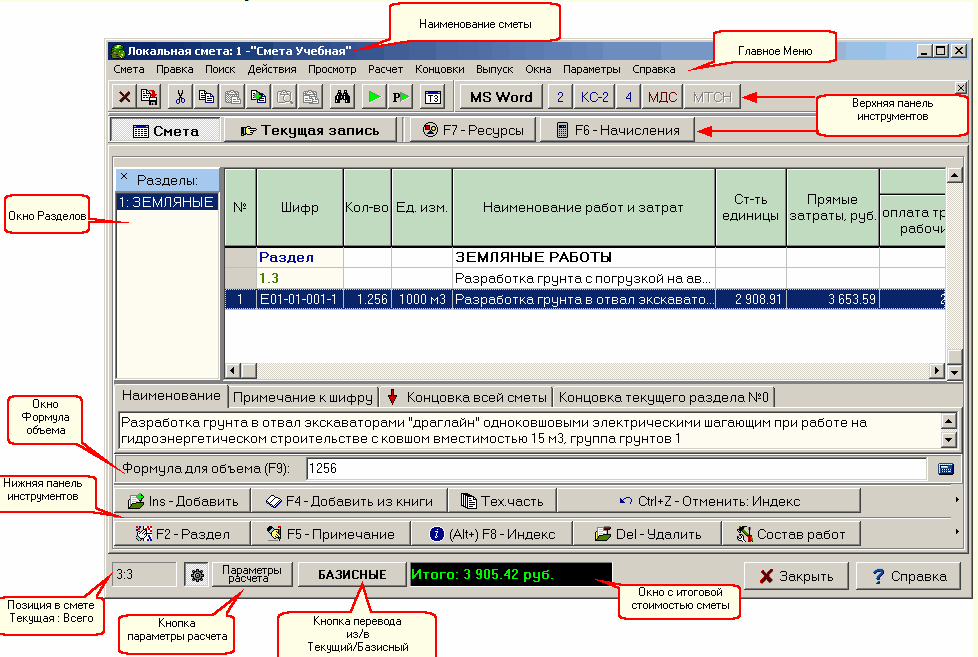 Наименование сметы
Локальная смета: 1 -"Смета Учебная"
Главное Меню
Смета Правка Поиск Действия Просмотр Расчет Концовки Выпуск Окна Параметры Справка
P
ТЗ
MS Word
2
КС-2
4
МДС
МТСН
Верхняя панель
инструментов
Смета
Текущая запись
F7 - Ресурсы
F6 - Начисления
× Разделы:
1: ЗЕМЛЯНЫЕ
Окно Разделов
№
Шифр
Кол-во
Ед. изм.
Наименование работ и затрат
Ст-ть
единицы
Прямые
затраты, руб.
оплата тр
рабочи
Раздел ЗЕМЛЯНЫЕ РАБОТЫ
1.3 Разработка грунта с погрузкой на ав...
1 Е01-01-001-1 1.256 1000 м3 Разработка грунта в отвал экскавато... 2 908.91 3 653.59 2
Наименование
Примечание к шифру
Концовка всей сметы
Концовка текущего раздела №0
Окно
Формула
объема
Разработка грунта в отвал экскаваторами "драглайн" одноковшовыми электрическими шагающим при работе на
гидроэнергетическом строительстве с ковшом вместимостью 15 м3, группа грунтов 1
Формула для объема (F9): 1256
Нижняя панель
инструментов
Ins - Добавить
F4 - Добавить из книги
Тех.часть
Ctrl+Z - Отменить: Индекс
F2 - Раздел
F5 - Примечание
(Alt+) F8 - Индекс
Del - Удалить
Состав работ
3:3
Параметры
расчета
БАЗИСНЫЕ
Итого: 3 905.42 руб.
Закрыть
? Справка
Позиция в смете
Текущая : Всего
Кнопка
параметры расчета
Кнопка перевода
из/в
Текущий/Базисный
Окно с итоговой
стоимостью сметы